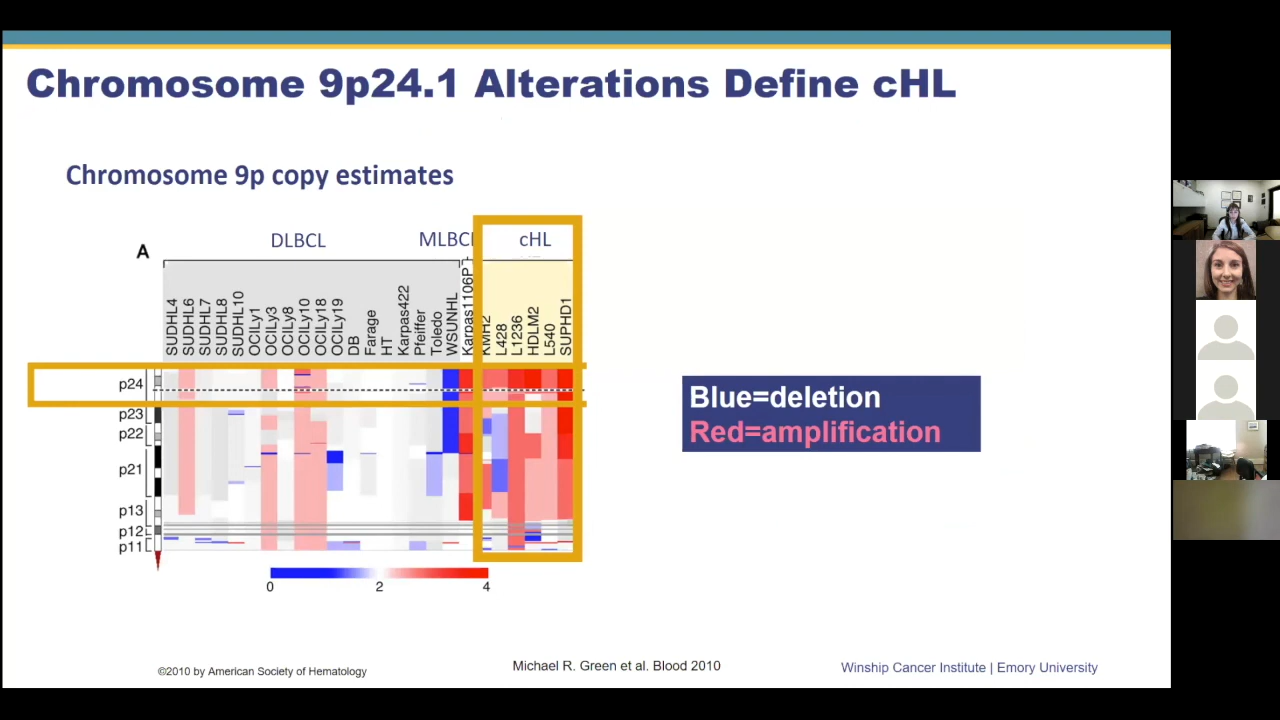 Chromosome 9p24.1 Alterations Define cHL
Chromosome 9p copy estimates
DLBCL MLBC cHL
A
SUDHL4
SUDHL6
SUDHL7
SUDHL8
SUDHL10
OCILy1
OCILy3
OCILy8
OCILy10
OCILy18
OCILy19
DB
Farage
HT
Karpas422
Pfeiffer
Toledo
WSUNHL
Karpas1106P
KMH2
L428
L1236
HDLM2
L540
SUPHD1
p24
p23
p22
p21
p13
p12
p11
Blue=deletion
Red=amplification
0 2 4
©2010 by American Society of Hematology
Michael R. Green et al. Blood 2010
Winship Cancer Institute | Emory University